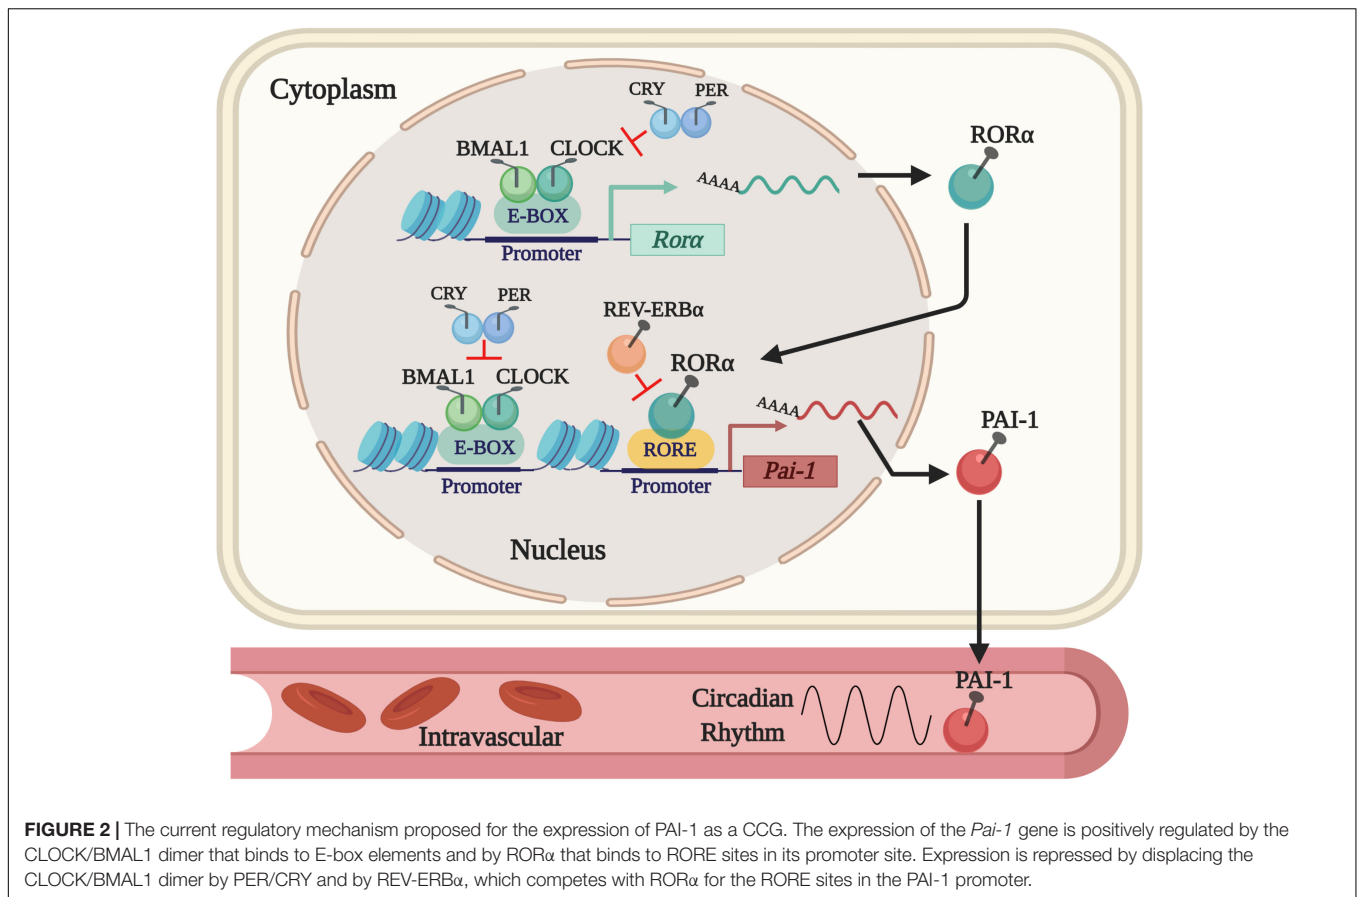 Cytoplasm
CRY PER
BMAL1 CLOCK
RORα
AAAA
E-BOX
Rorα
Promoter
CRY PER
REV-ERBα
RORα
BMAL1 CLOCK
AAAA
PAI-1
E-BOX
RORE
Pai-1
Promoter
Promoter
Nucleus
PAI-1
Circadian
Rhythm
Intravascular
FIGURE 2 | The current regulatory mechanism proposed for the expression of PAI-1 as a CCG. The expression of the Pai-1 gene is positively regulated by the
CLOCK/BMAL1 dimer that binds to E-box elements and by RORα that binds to RORE sites in its promoter site. Expression is repressed by displacing the
CLOCK/BMAL1 dimer by PER/CRY and by REV-ERBα, which competes with RORα for the RORE sites in the PAI-1 promoter.